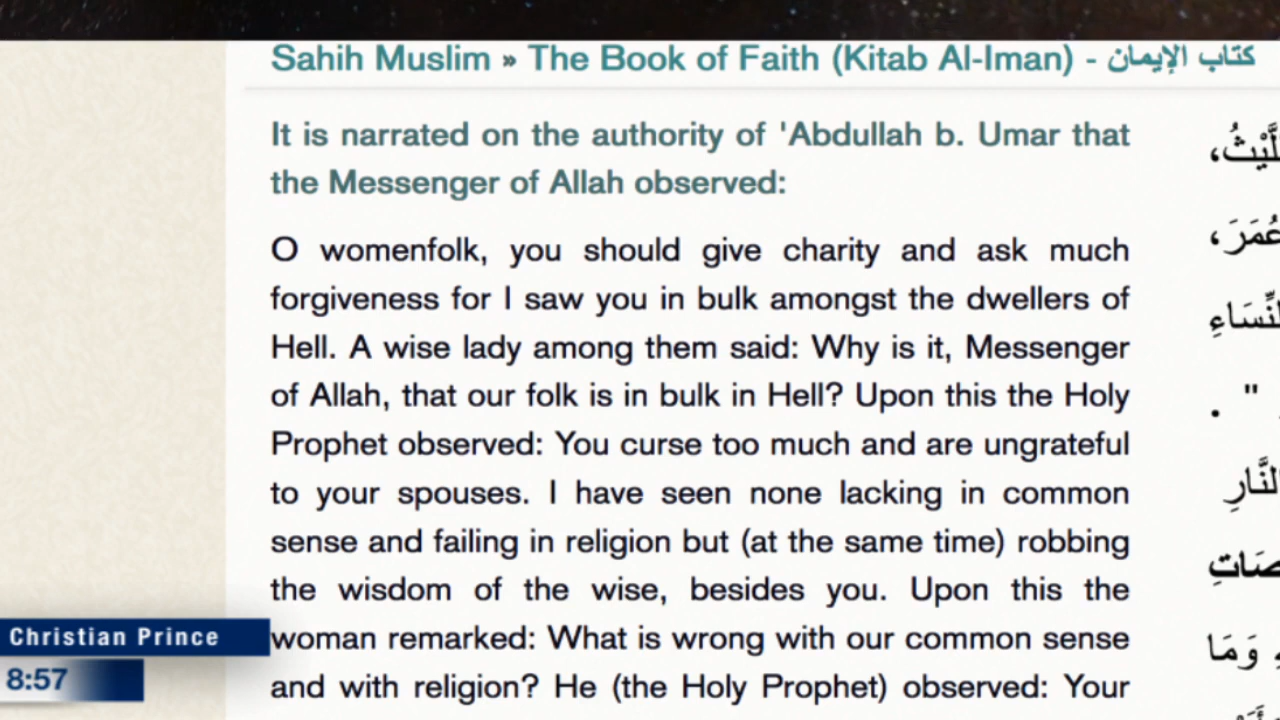 Sahih Muslim » The Book of Faith (Kitab Al-Iman) - كتاب الإيمان
It is narrated on the authority of 'Abdullah b. Umar that
the Messenger of Allah observed:
O womenfolk, you should give charity and ask much
forgiveness for I saw you in bulk amongst the dwellers of
Hell. A wise lady among them said: Why is it, Messenger
of Allah, that our folk is in bulk in Hell? Upon this the Holy
Prophet observed: You curse too much and are ungrateful
to your spouses. I have seen none lacking in common
sense and failing in religion but (at the same time) robbing
the wisdom of the wise, besides you. Upon this the
woman remarked: What is wrong with our common sense
and with religion? He (the Holy Prophet) observed: Your
عُمَرَ،
النَّارِ
وَمَا
Christian Prince
8:57